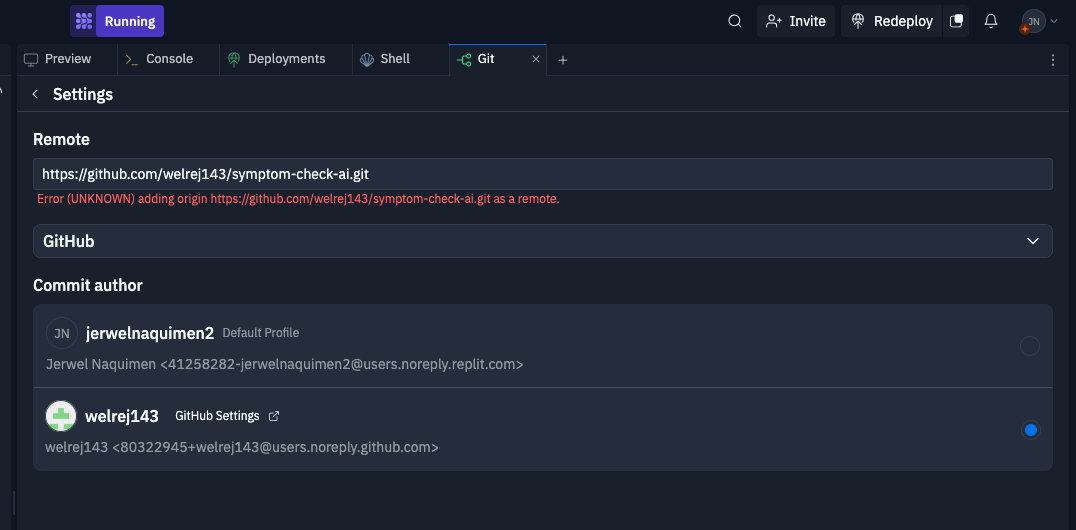 Running
Invite
Redeploy
JN
Preview
Console
Deployments
Shell
Git
Settings
Remote
https://github.com/welrej143/symptom-check-ai.git
Error (UNKNOWN) adding origin https://github.com/welrej143/symptom-check-ai.git as a remote.
GitHub
Commit author
JN jerwelnaquimen2 Default Profile
Jerwel Naquimen <41258282-jerwelnaquimen2@users.noreply.replit.com>
welrej143 GitHub Settings
welrej143 <80322945+welrej143@users.noreply.github.com>